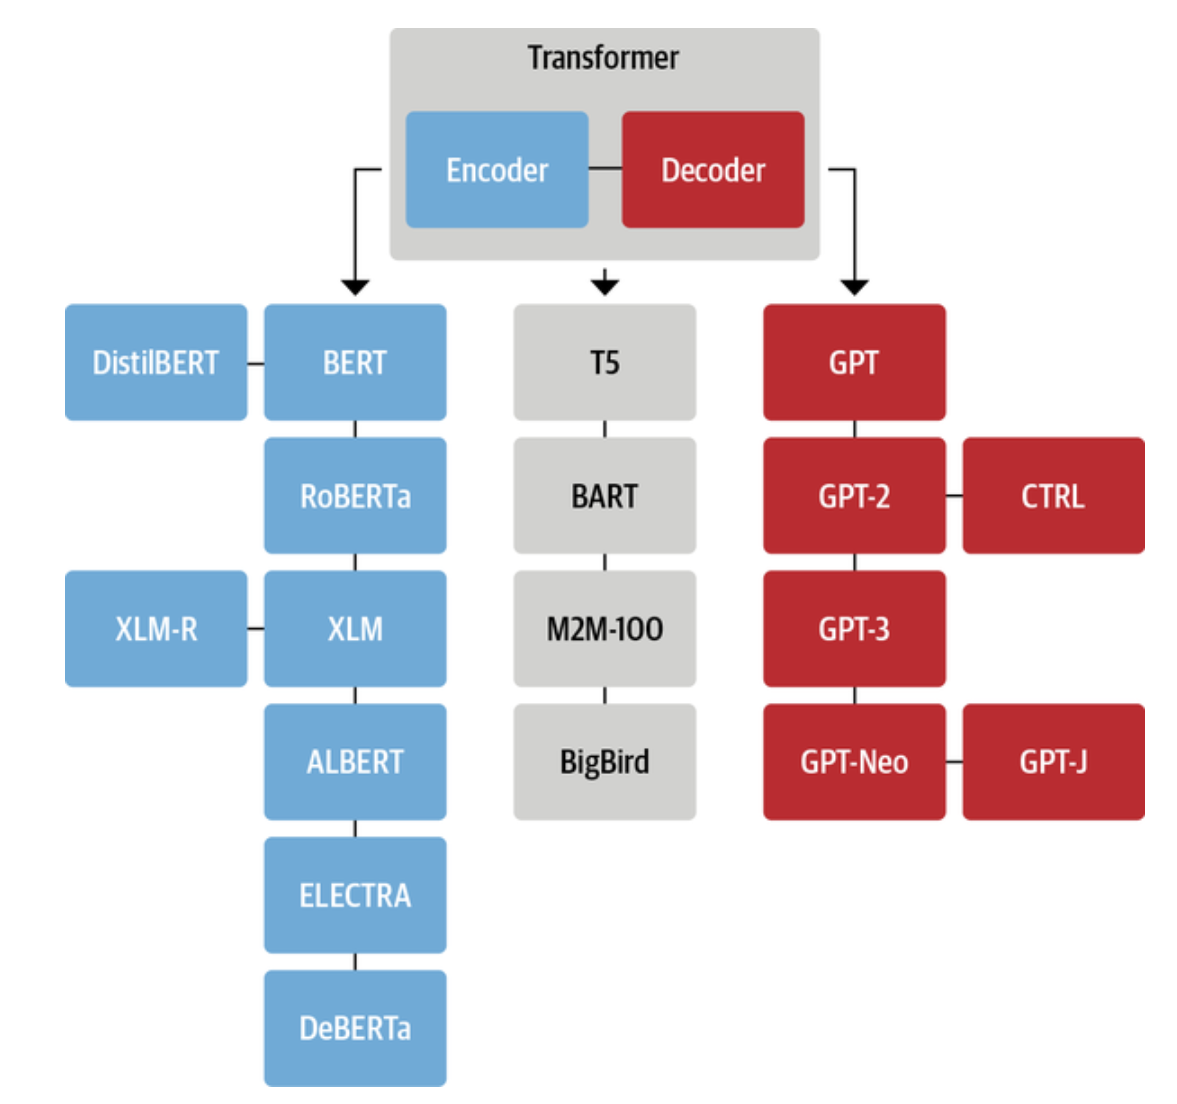 Transformer
Encoder
Decoder
DistilBERT
BERT
T5
GPT
RoBERTa
BART
GPT-2
CTRL
XLM-R
XLM
M2M-100
GPT-3
ALBERT
BigBird
GPT-Neo
GPT-J
ELECTRA
DeBERTa